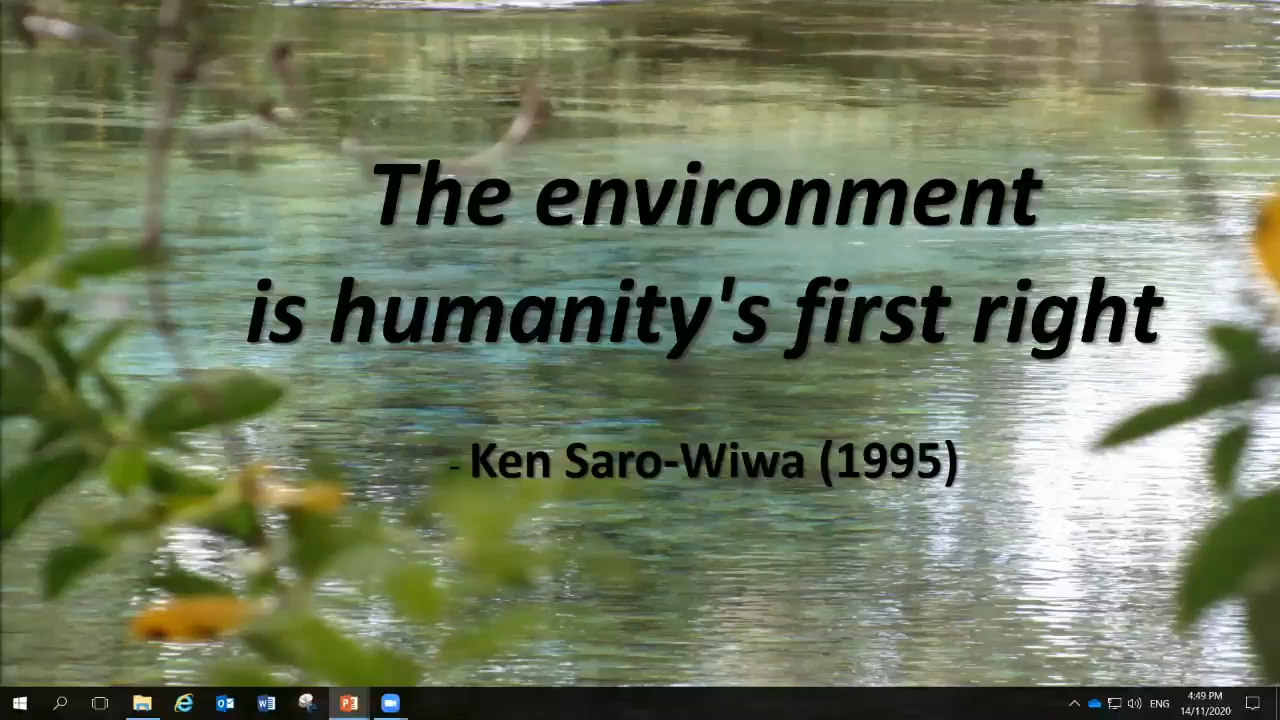 The environment
is humanity's first right
- Ken Saro-Wiwa (1995)
ENG
4:49 PM
14/11/2020